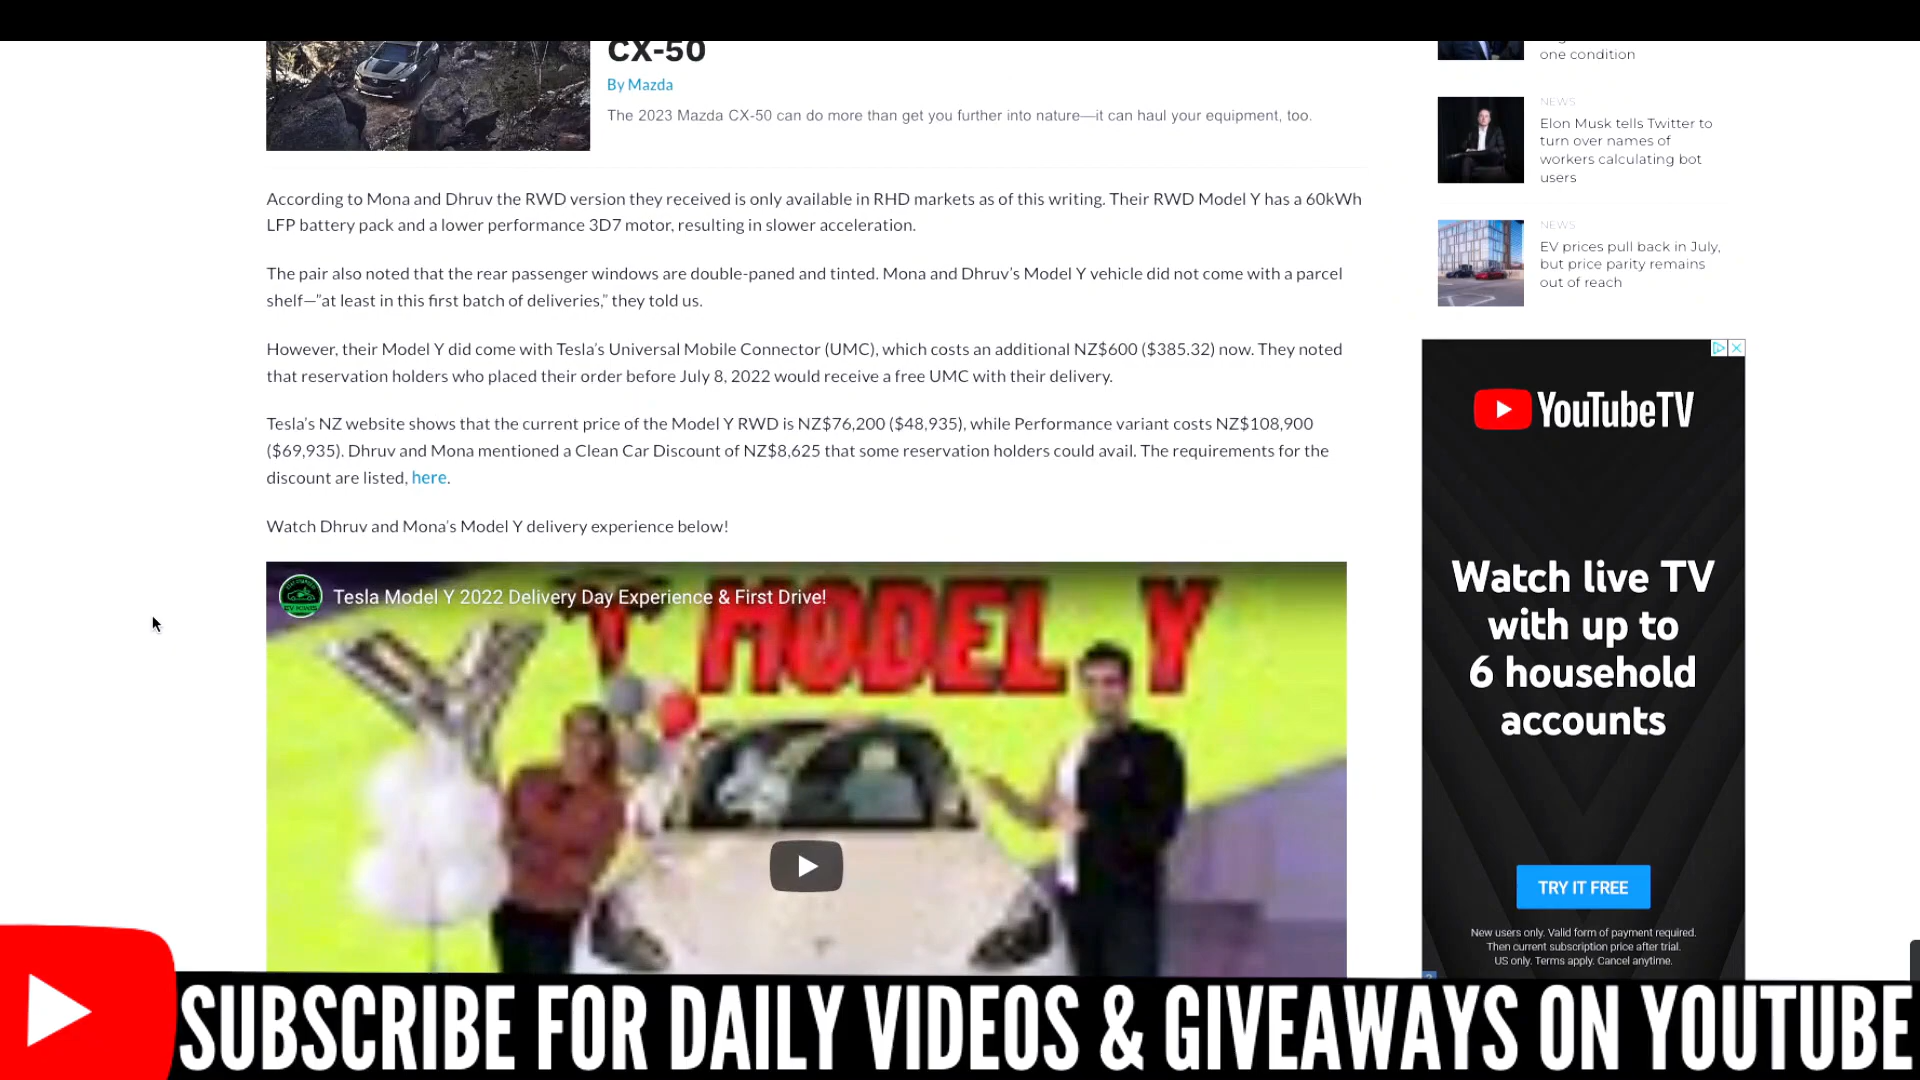 CX-50
By Mazda
The 2023 Mazda CX-50 can do more than get you further into nature—it can haul your equipment, too.
According to Mona and Dhruv the RWD version they received is only available in RHD markets as of this writing. Their RWD Model Y has a 60kWh
LFP battery pack and a lower performance 3D7 motor, resulting in slower acceleration.
The pair also noted that the rear passenger windows are double-paned and tinted. Mona and Dhruv's Model Y vehicle did not come with a parcel
shelf—"at least in this first batch of deliveries," they told us.
However, their Model Y did come with Tesla's Universal Mobile Connector (UMC), which costs an additional NZ$600 ($385.32) now. They noted
that reservation holders who placed their order before July 8, 2022 would receive a free UMC with their delivery.
Tesla's NZ website shows that the current price of the Model Y RWD is NZ$76,200 ($48,935), while Performance variant costs NZ$108,900
($69,935). Dhruv and Mona mentioned a Clean Car Discount of NZ$8,625 that some reservation holders could avail. The requirements for the
discount are listed, here.
Watch Dhruv and Mona's Model Y delivery experience below!
Tesla Model Y 2022 Delivery Day Experience & First Drive!
MODEL Y
one condition
NEWS
Elon Musk tells Twitter to
turn over names of
workers calculating bot
users
NEWS
EV prices pull back in July,
but price parity remains
out of reach
YouTubeTV
Watch live TV
with up to
6 household
accounts
TRY IT FREE
New users only. Valid form of payment required.
Then current subscription price after trial.
US only. Terms apply. Cancel anytime.
SUBSCRIBE FOR DAILY VIDEOS & GIVEAWAYS ON YOUTUBE